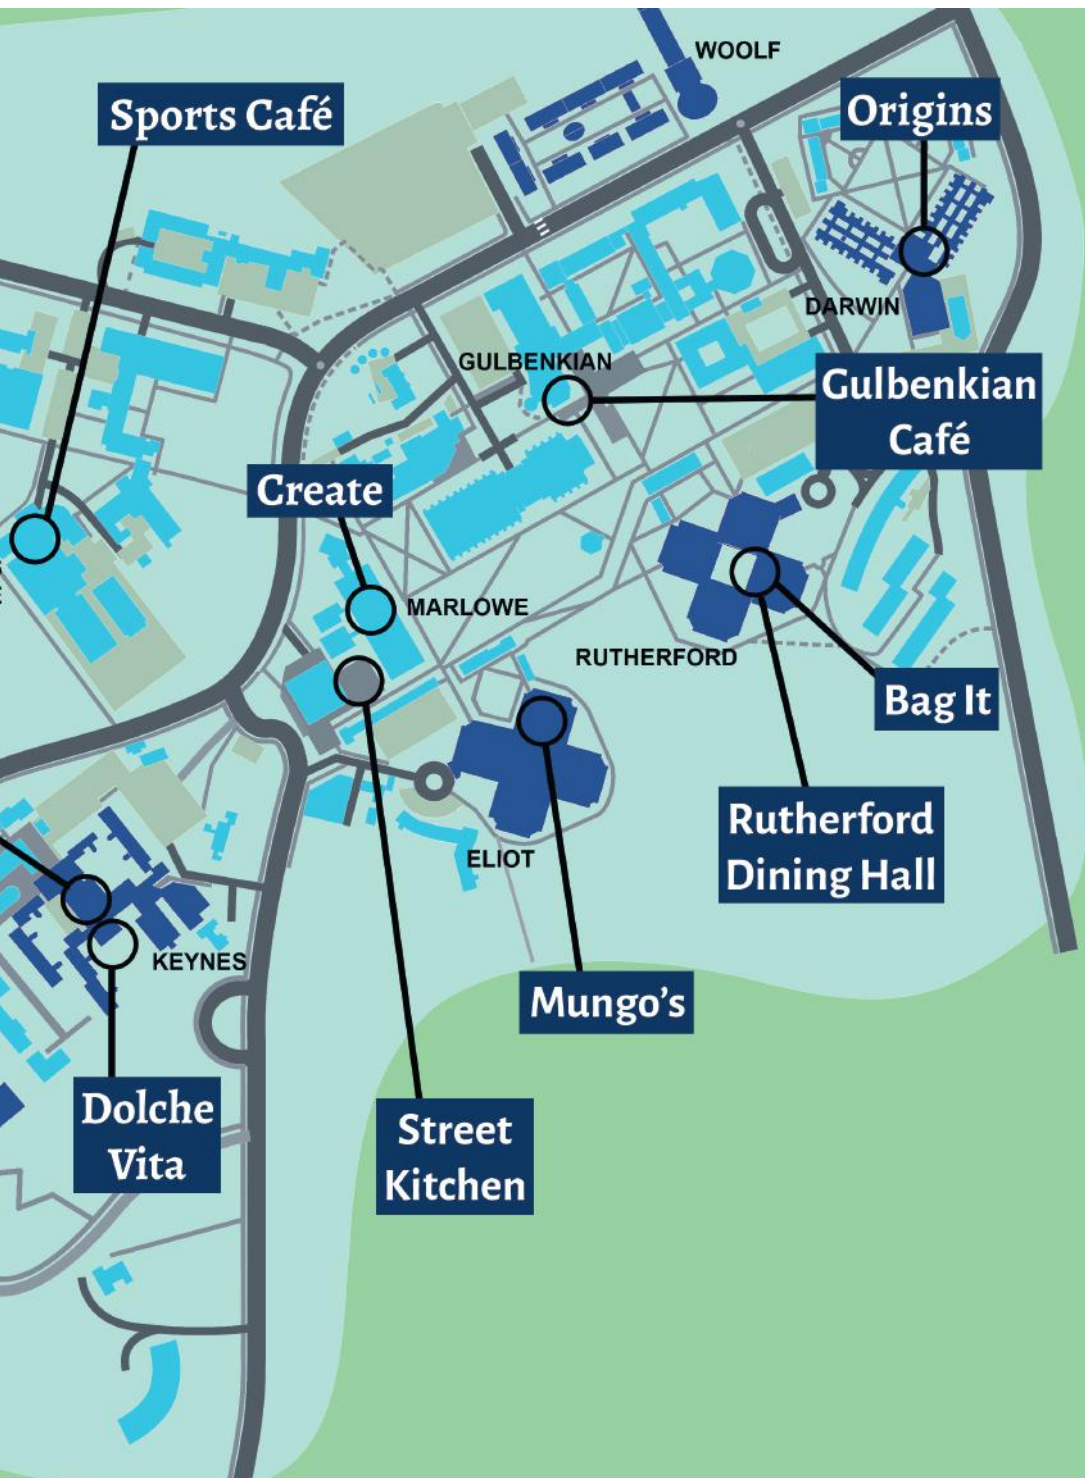 WOOLF
Sports Café
Origins
DARWIN
GULBENKIAN
Gulbenkian
Café
Create
MARLOWE
RUTHERFORD
Bag It
Rutherford
Dining Hall
ELIOT
KEYNES
Mungo's
Dolche
Vita
Street
Kitchen